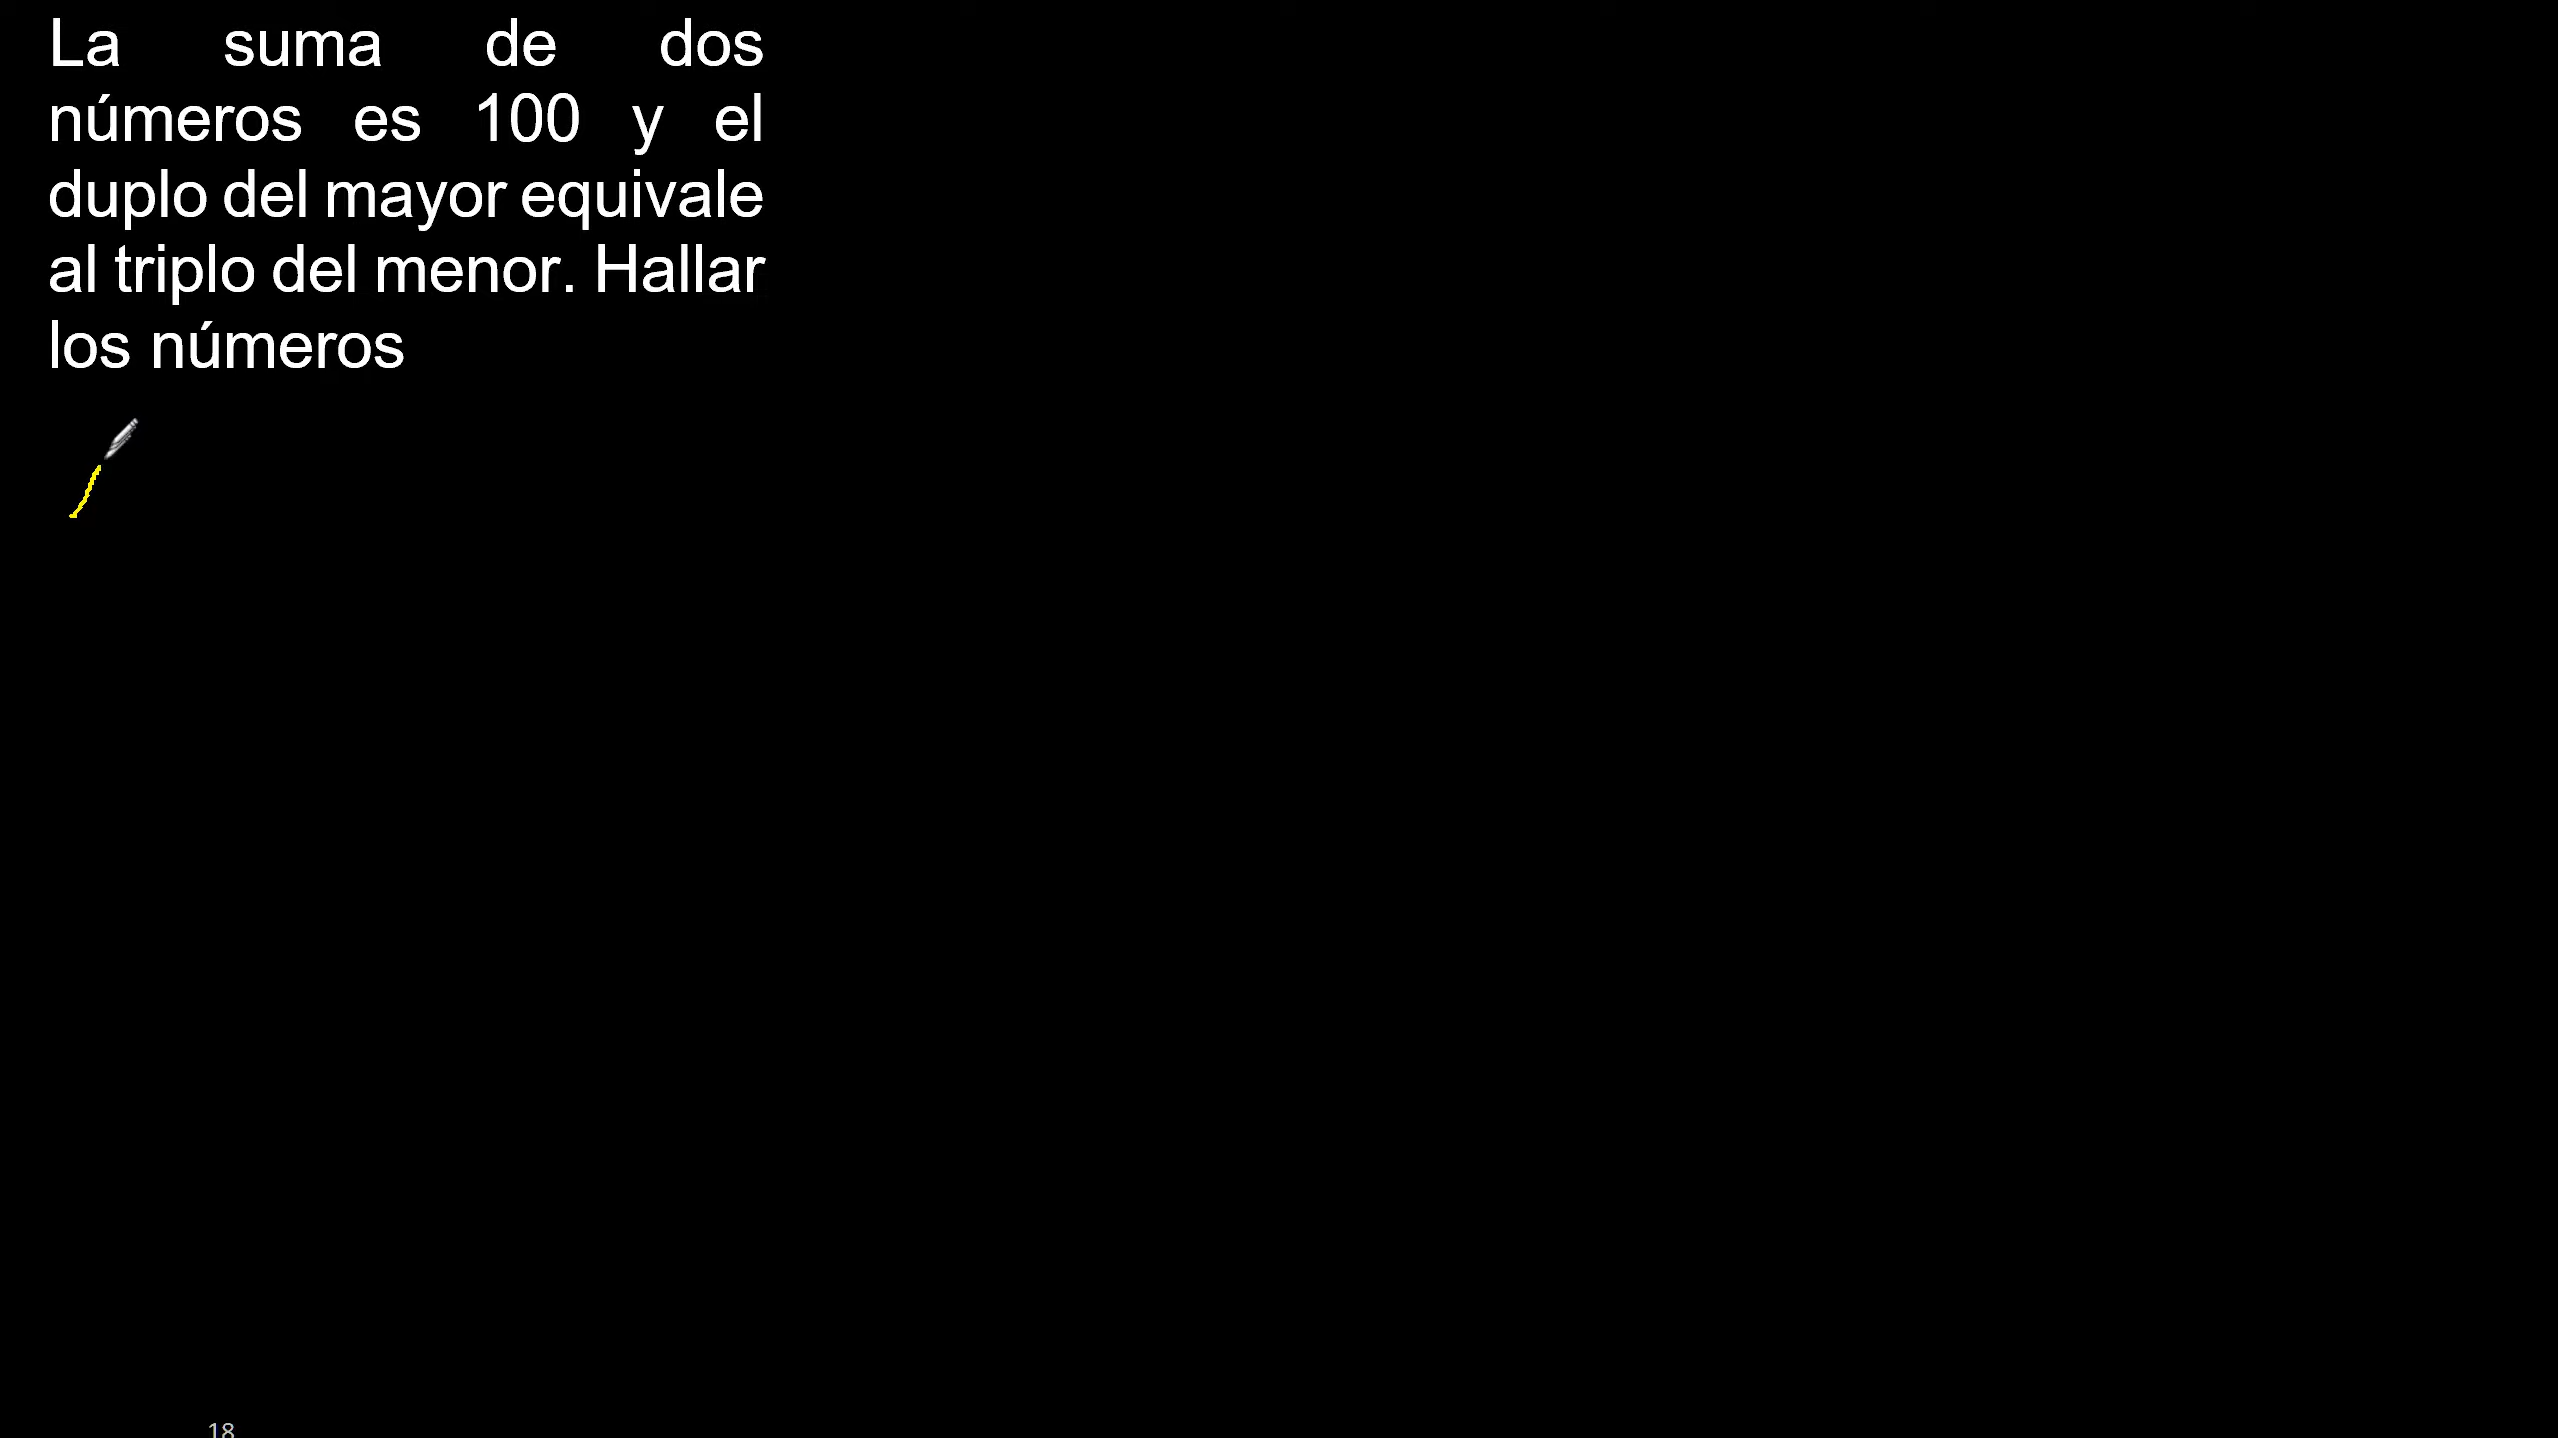 La suma de dos
números es 100 y el
duplo del mayor equivale
al triplo del menor. Hallar
los números
18